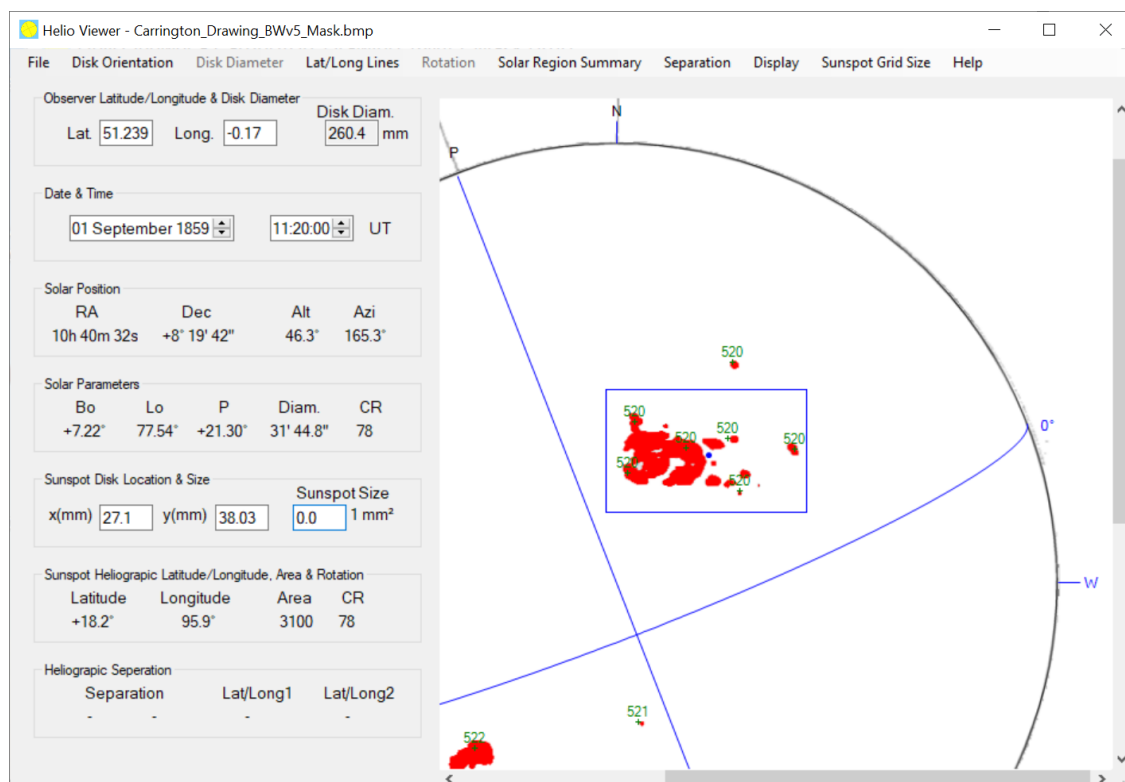 Helio Viewer - Carrington_Drawing_BWv5_Mask.bmp
File Disk Orientation Disk Diameter Lat/Long Lines Rotation Solar Region Summary Separation Display Sunspot Grid Size Help
Observer Latitude/Longitude & Disk Diameter
Disk Diam.
Lat. 51.239 Long. -0.17 260.4 mm
Date & Time
01 September 1859 11:20:00 UT
Solar Position
RA Dec Alt Azi
10h 40m 32s +8° 19' 42" 46.3° 165.3°
Solar Parameters
Bo Lo P Diam. CR
+7.22° 77.54° +21.30° 31' 44.8" 78
Sunspot Disk Location & Size
Sunspot Size
x(mm) 27.1 y(mm) 38.03 0.0 1 mm²
Sunspot Heliograpic Latitude/Longitude, Area & Rotation
Latitude Longitude Area CR
+18.2° 95.9° 3100 78
Heliograpic Seperation
Separation Lat/Long1 Lat/Long2
- - - -
N
P
520
520
520
520
520
520
520
0°
W
521
522